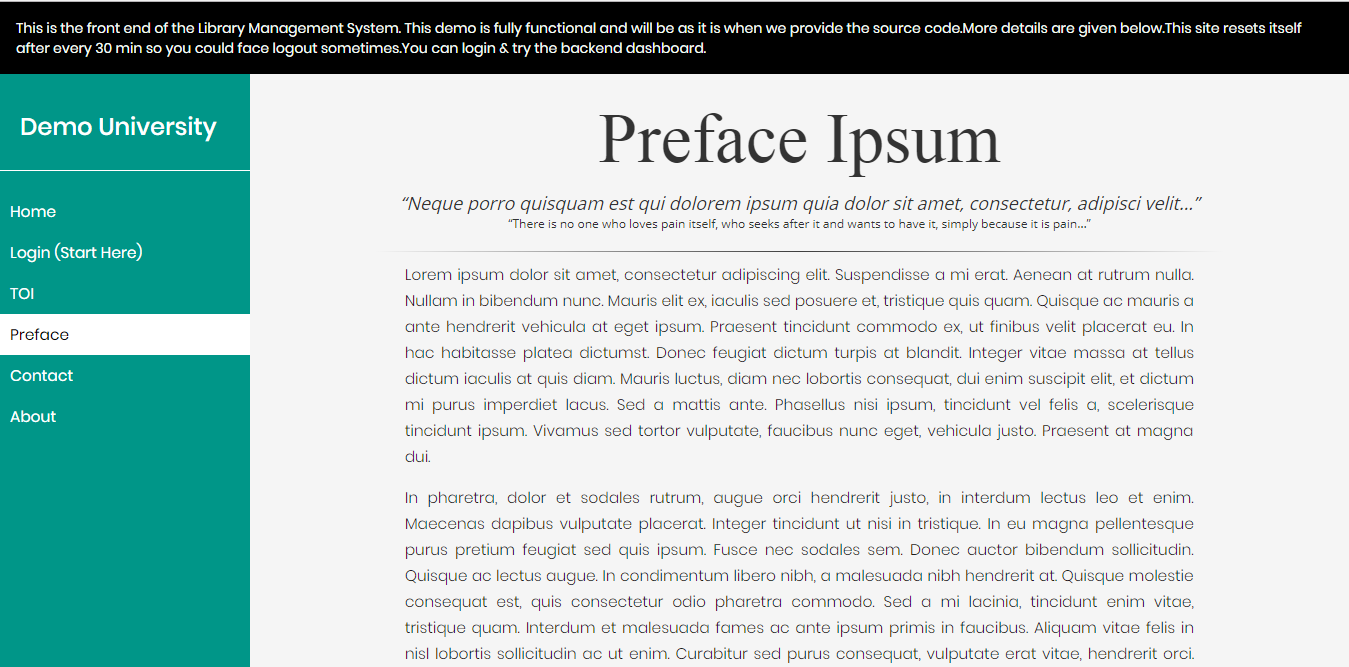 This is the front end of the Library Management System. This demo is fully functional and will be as it is when we provide the source code.More details are given below.This site resets itself
after every 30 min so you could face logout sometimes.You can login & try the backend dashboard.
Demo University
Home
Login (Start Here)
TOI
Preface
Contact
About
Preface Ipsum
“Neque porro quisquam est qui dolorem ipsum quia dolor sit amet, consectetur, adipisci velit...”
“There is no one who loves pain itself, who seeks after it and wants to have it, simply because it is pain...”
Lorem ipsum dolor sit amet, consectetur adipiscing elit. Suspendisse a mi erat. Aenean at rutrum nulla.
Nullam in bibendum nunc. Mauris elit ex, iaculis sed posuere et, tristique quis quam. Quisque ac mauris a
ante hendrerit vehicula at eget ipsum. Praesent tincidunt commodo ex, ut finibus velit placerat eu. In
hac habitasse platea dictumst. Donec feugiat dictum turpis at blandit. Integer vitae massa at tellus
dictum iaculis at quis diam. Mauris luctus, diam nec lobortis consequat, dui enim suscipit elit, et dictum
mi purus imperdiet lacus. Sed a mattis ante. Phasellus nisi ipsum, tincidunt vel felis a, scelerisque
tincidunt ipsum. Vivamus sed tortor vulputate, faucibus nunc eget, vehicula justo. Praesent at magna
dui.
In pharetra, dolor et sodales rutrum, augue orci hendrerit justo, in interdum lectus leo et enim.
Maecenas dapibus vulputate placerat. Integer tincidunt ut nisi in tristique. In eu magna pellentesque
purus pretium feugiat sed quis ipsum. Fusce nec sodales sem. Donec auctor bibendum sollicitudin.
Quisque ac lectus augue. In condimentum libero nibh, a malesuada nibh hendrerit at. Quisque molestie
consequat est, quis consectetur odio pharetra commodo. Sed a mi lacinia, tincidunt enim vitae,
tristique quam. Interdum et malesuada fames ac ante ipsum primis in faucibus. Aliquam vitae felis in
nisl lobortis sollicitudin ac ut enim. Curabitur sed purus consequat, vulputate erat vitae, hendrerit orci.